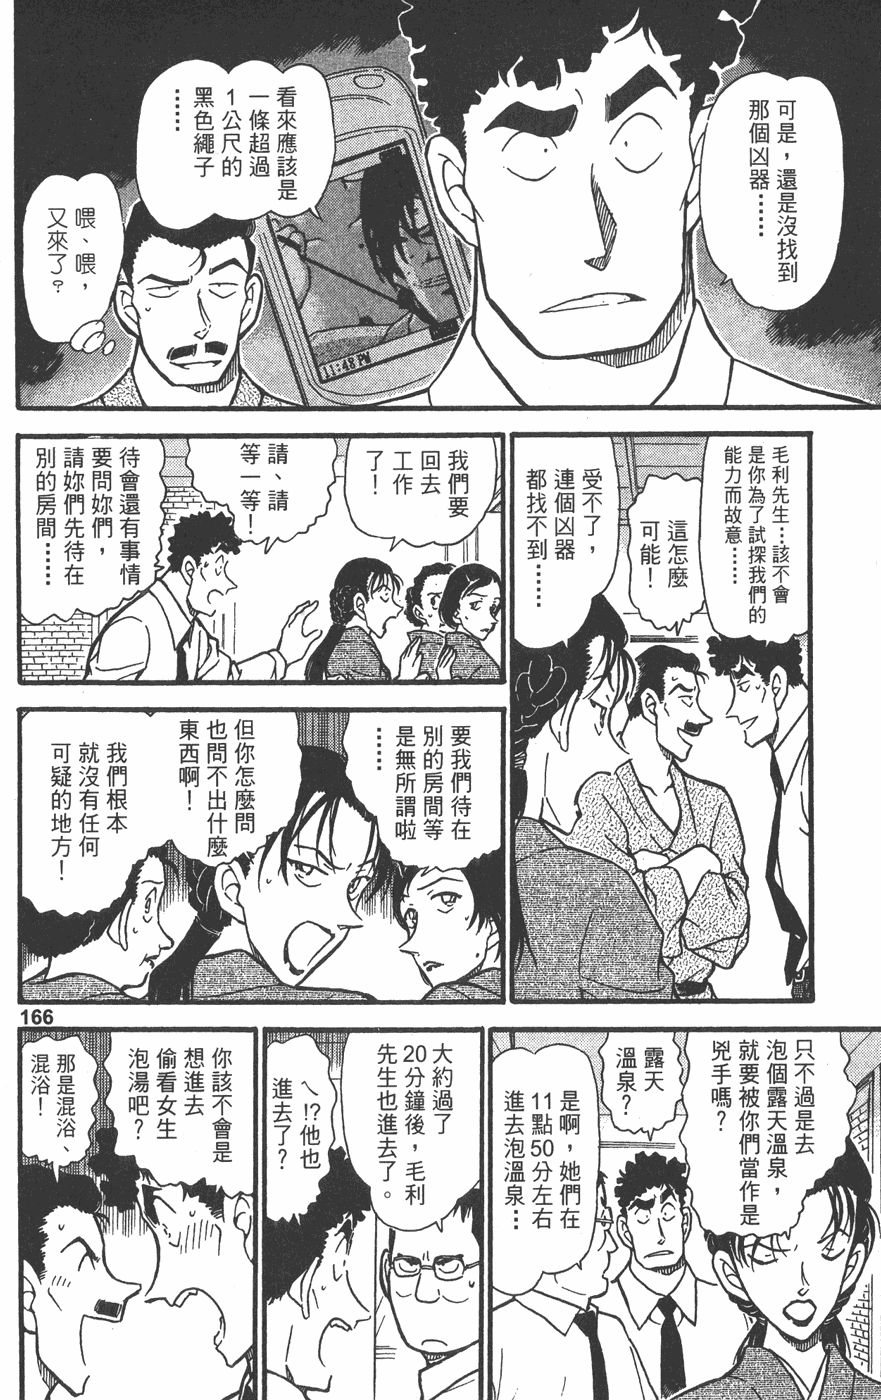 可是，還是沒找到
那個凶器……
看來應該是
一條超過
1公尺的
黑色繩子
……
喂、喂，
又來了？
11:48PM
毛利先生…該不會
是你為了試探我們的
能力而故意……
這怎麼
可能！
受不了，
連個凶器
都找不到……
我們要
回去
工作
了！
請、請
等一等！
待會還有事情
要問妳們，
請妳們先待在
別的房間……
要我們待在
別的房間等
是無所謂啦
……
但你怎麼問
也問不出什麼
東西啊！
我們根本
就沒有任何
可疑的地方！
166
只不過是去
泡個露天溫泉，
就要被你們當作是
兇手嗎？
露天
溫泉？
是啊，她們在
11點50分左右
進去泡溫泉…
大約過了
20分鐘後，毛利
先生也進去了。
ㄟ!?他也
進去了？
你該不會是
想進去
偷看女生
泡湯吧？
那是混浴、
混浴！